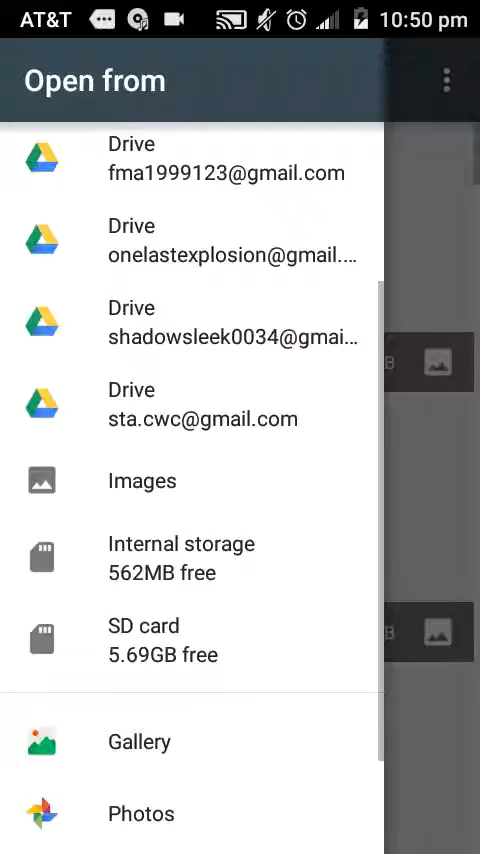 AT&T 10:50 pm
Open from
Drive
fma1999123@gmail.com
Drive
onelastexplosion@gmail....
Drive
shadowsleek0034@gmai...
Drive
sta.cwc@gmail.com
Images
Internal storage
562MB free
SD card
5.69GB free
Gallery
Photos